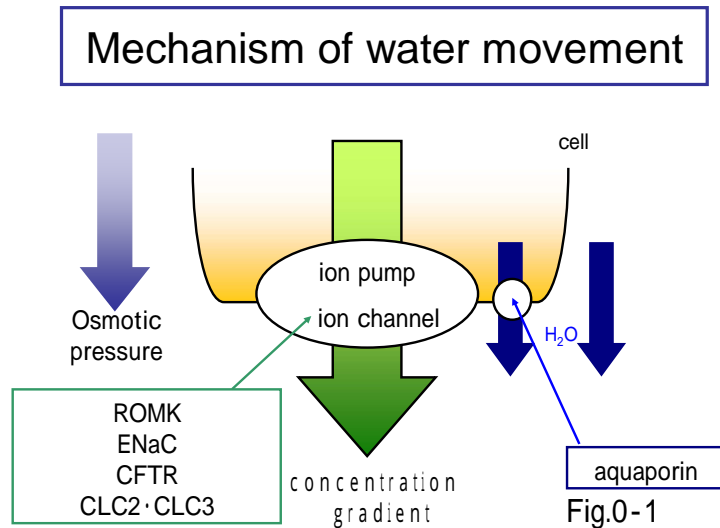 Mechanism of water movement
cell
ion pump
ion channel
Osmotic
pressure
H₂O
ROMK
ENaC
CFTR
CLC2・CLC3
concentration
gradient
aquaporin
Fig.0-1